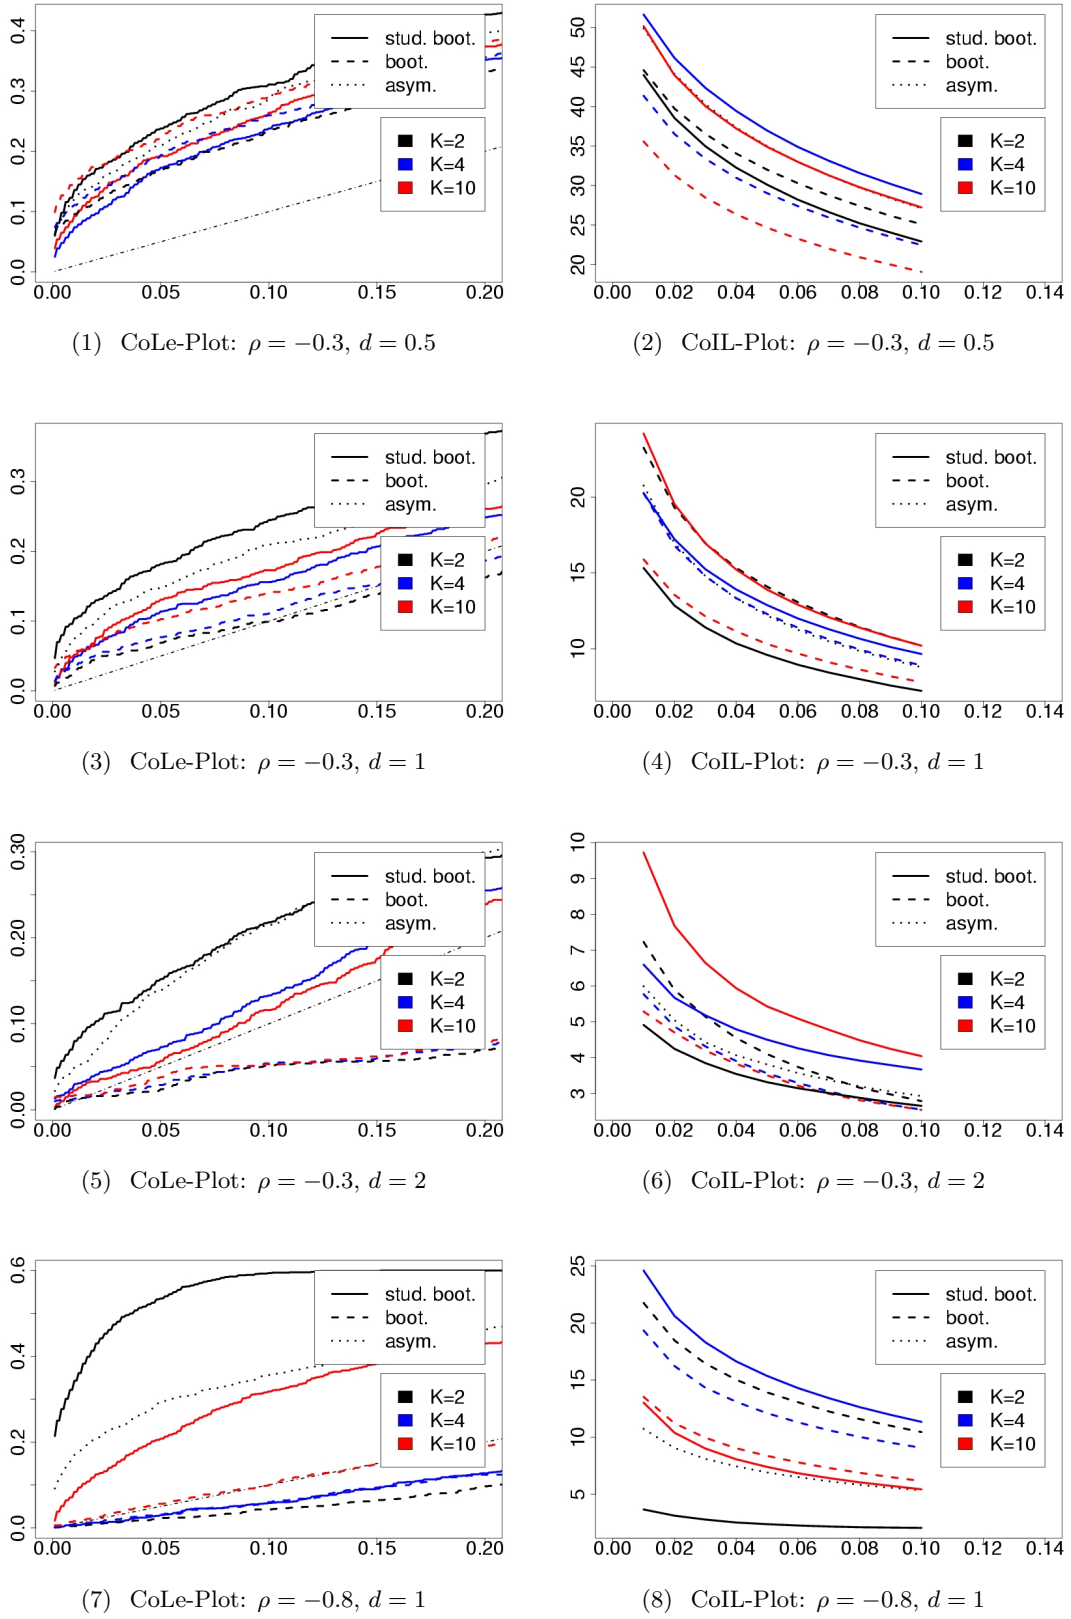 0.0 0.1 0.2 0.3 0.4
stud. boot.
boot.
asym.
K=2
K=4
K=10
0.00 0.05 0.10 0.15 0.20
(1) CoLe-Plot: ρ = −0.3, d = 0.5
20 25 30 35 40 45 50
stud. boot.
boot.
asym.
K=2
K=4
K=10
0.00 0.02 0.04 0.06 0.08 0.10 0.12 0.14
(2) CoIL-Plot: ρ = −0.3, d = 0.5
0.0 0.1 0.2 0.3
stud. boot.
boot.
asym.
K=2
K=4
K=10
0.00 0.05 0.10 0.15 0.20
(3) CoLe-Plot: ρ = −0.3, d = 1
10 15 20
stud. boot.
boot.
asym.
K=2
K=4
K=10
0.00 0.02 0.04 0.06 0.08 0.10 0.12 0.14
(4) CoIL-Plot: ρ = −0.3, d = 1
0.00 0.10 0.20 0.30
stud. boot.
boot.
asym.
K=2
K=4
K=10
0.00 0.05 0.10 0.15 0.20
(5) CoLe-Plot: ρ = −0.3, d = 2
3 4 5 6 7 8 9 10
stud. boot.
boot.
asym.
K=2
K=4
K=10
0.00 0.02 0.04 0.06 0.08 0.10 0.12 0.14
(6) CoIL-Plot: ρ = −0.3, d = 2
0.0 0.2 0.4 0.6
stud. boot.
boot.
asym.
K=2
K=4
K=10
0.00 0.05 0.10 0.15 0.20
(7) CoLe-Plot: ρ = −0.8, d = 1
5 10 15 20 25
stud. boot.
boot.
asym.
K=2
K=4
K=10
0.00 0.02 0.04 0.06 0.08 0.10 0.12 0.14
(8) CoIL-Plot: ρ = −0.8, d = 1